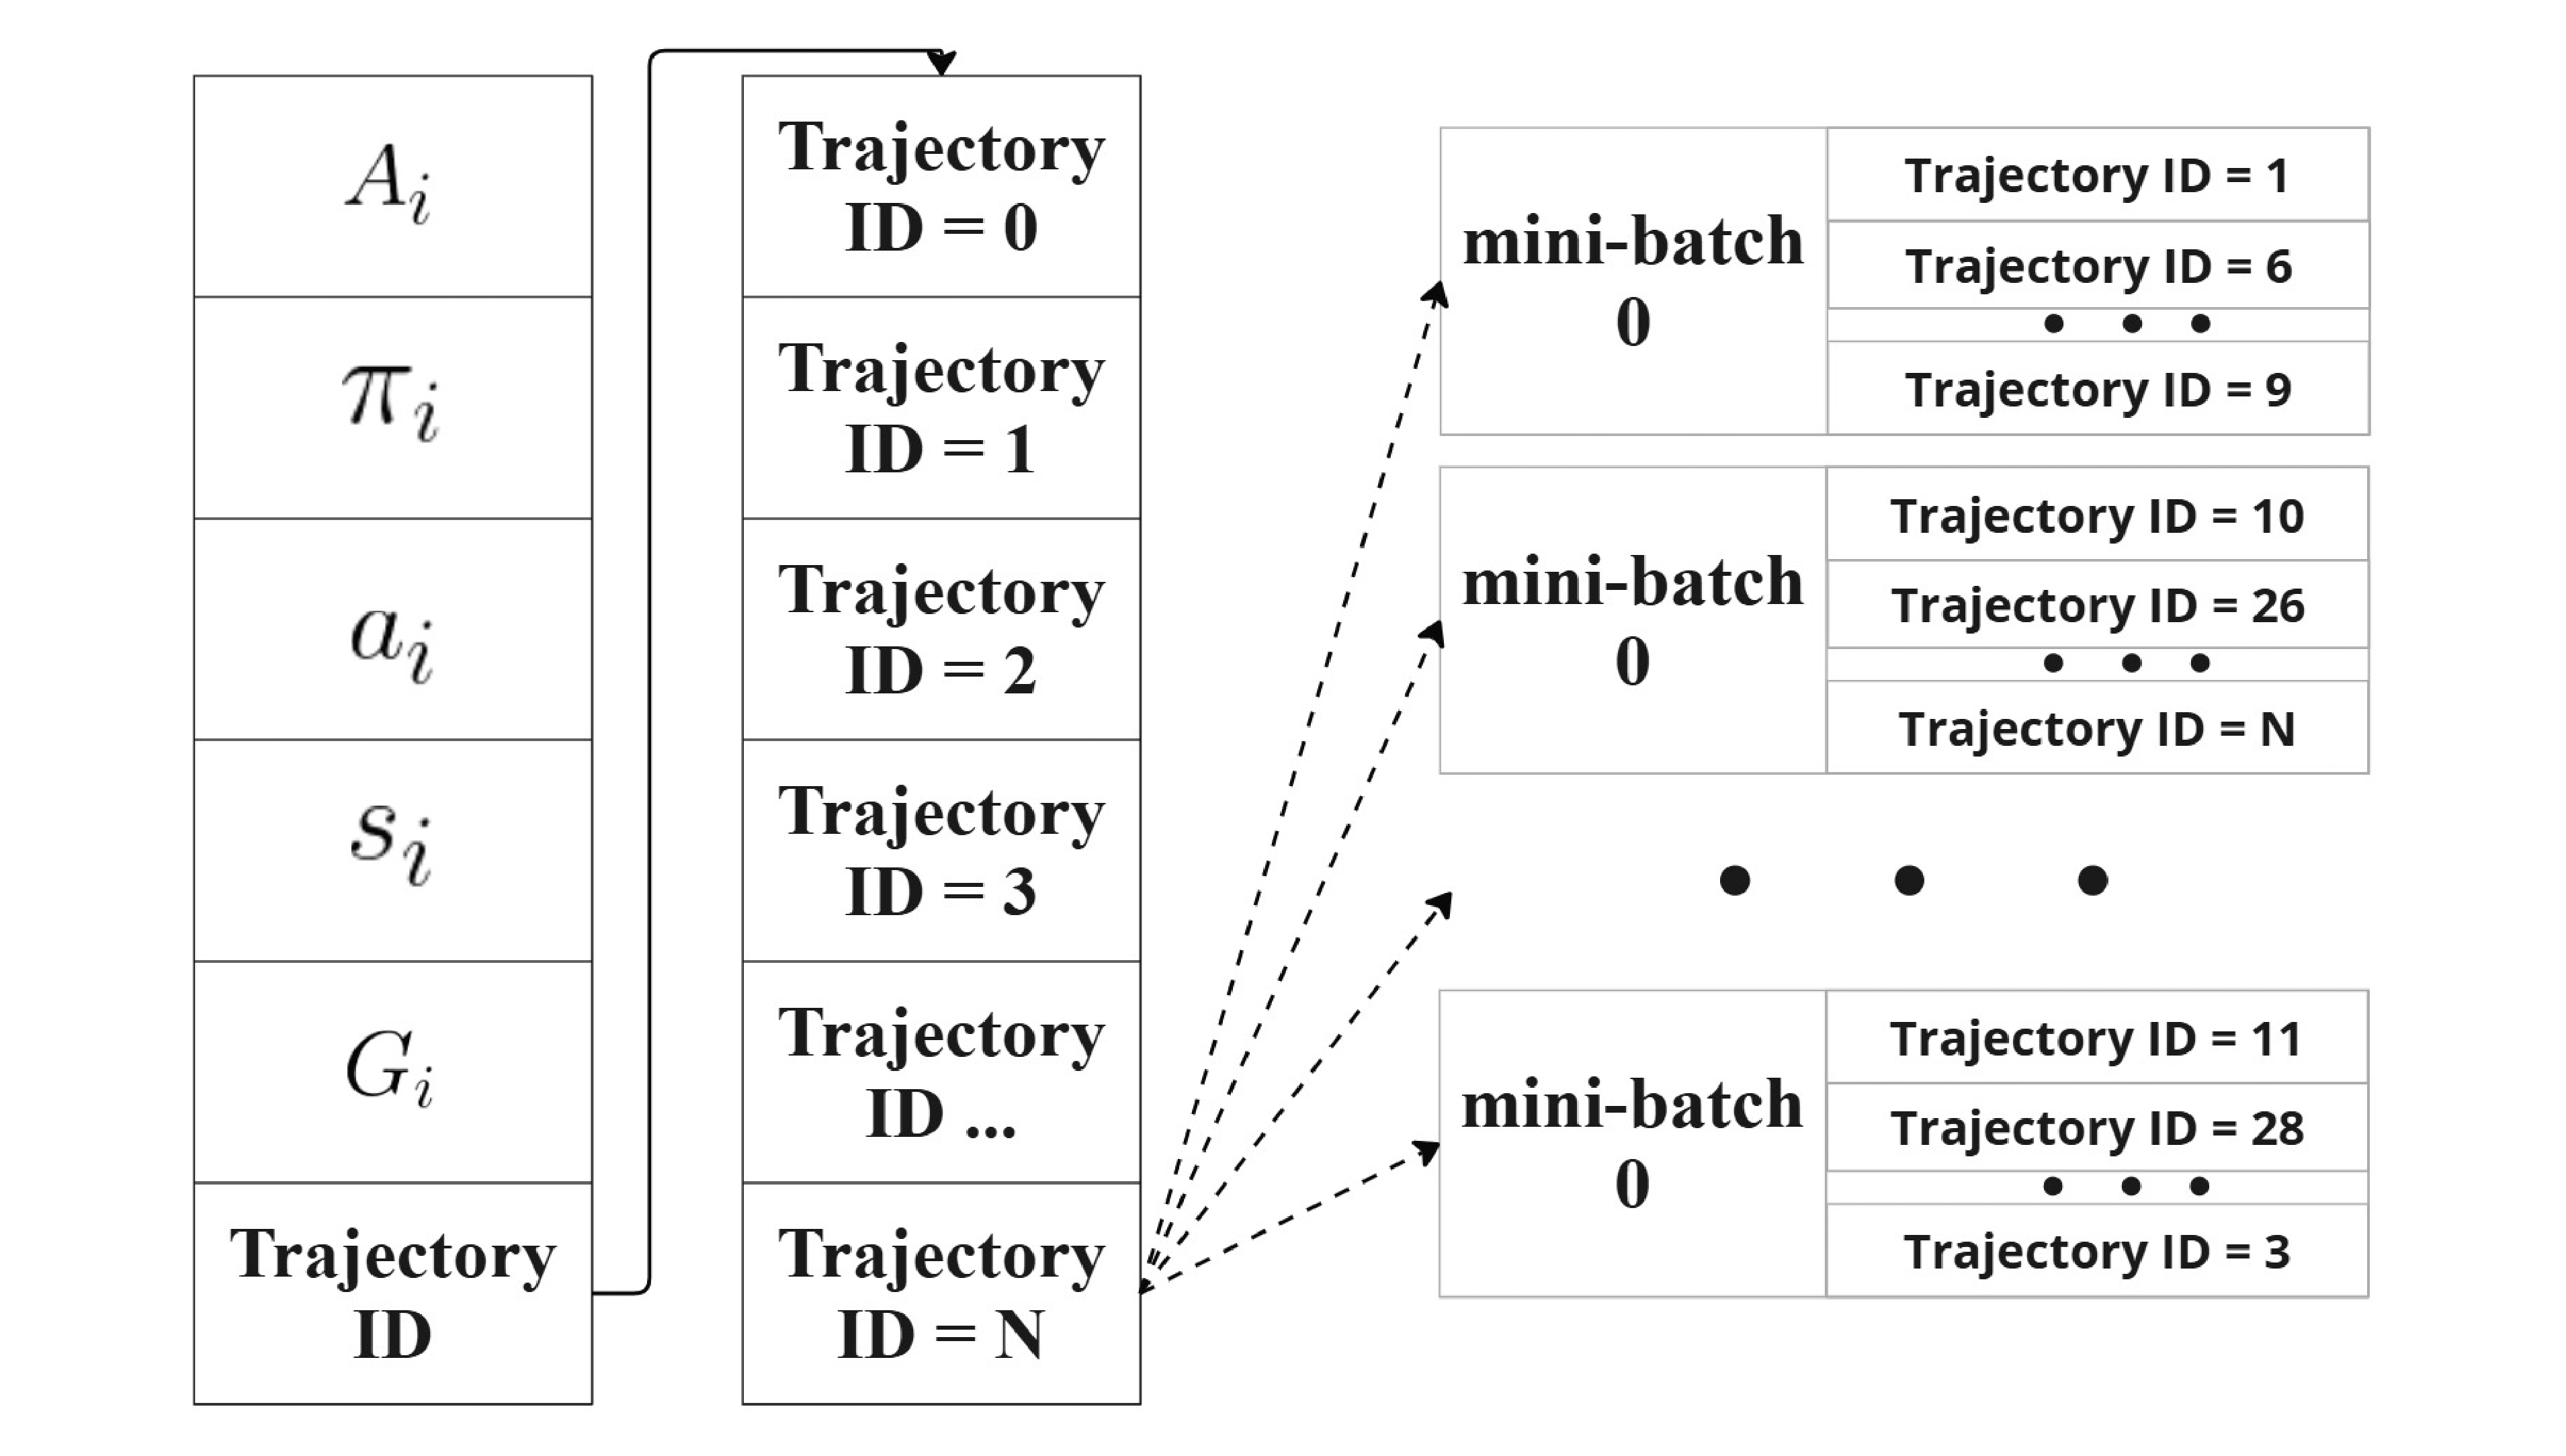 A_i
π_i
a_i
s_i
G_i
Trajectory
ID
Trajectory
ID = 0
Trajectory
ID = 1
Trajectory
ID = 2
Trajectory
ID = 3
Trajectory
ID ...
Trajectory
ID = N
mini-batch
0
Trajectory ID = 1
Trajectory ID = 6
• • •
Trajectory ID = 9
mini-batch
0
Trajectory ID = 10
Trajectory ID = 26
• • •
Trajectory ID = N
• • •
mini-batch
0
Trajectory ID = 11
Trajectory ID = 28
• • •
Trajectory ID = 3